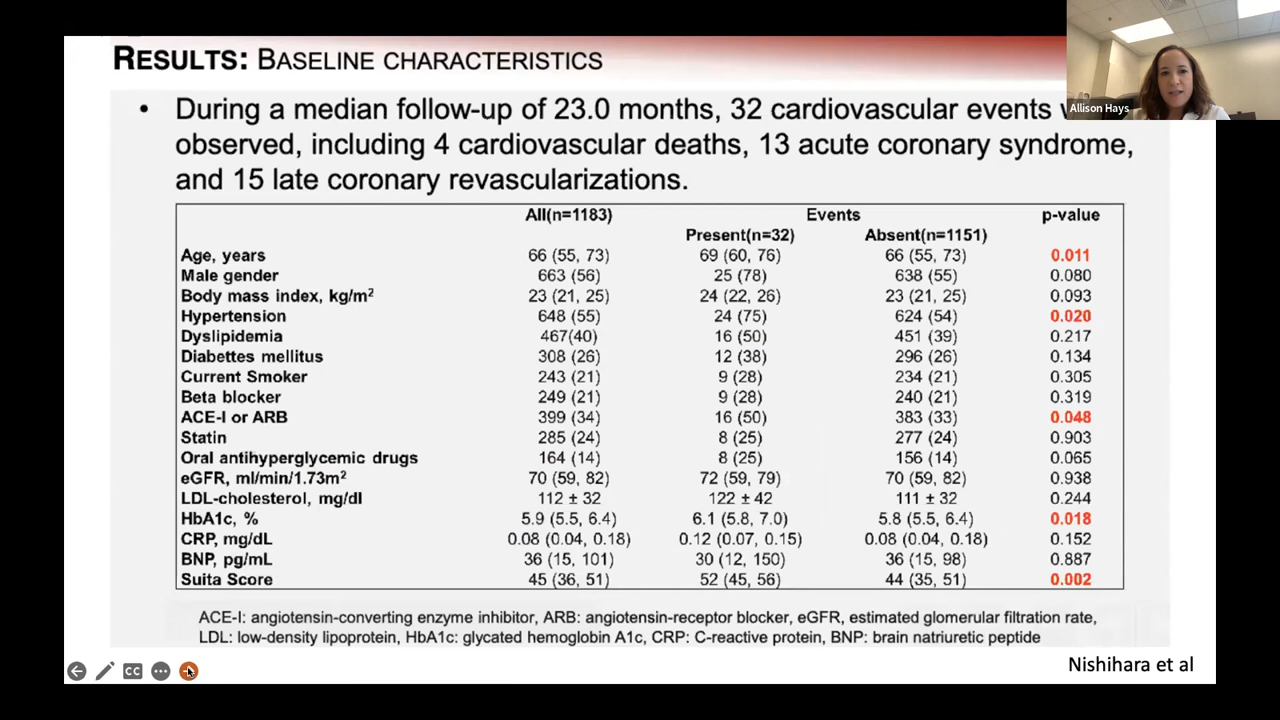 RESULTS: BASELINE CHARACTERISTICS
Allison Hays
• During a median follow-up of 23.0 months, 32 cardiovascular events
observed, including 4 cardiovascular deaths, 13 acute coronary syndrome,
and 15 late coronary revascularizations.
All(n=1183) Events p-value
Present(n=32) Absent(n=1151)
Age, years 66 (55, 73) 69 (60, 76) 66 (55, 73) 0.011
Male gender 663 (56) 25 (78) 638 (55) 0.080
Body mass index, kg/m² 23 (21, 25) 24 (22, 26) 23 (21, 25) 0.093
Hypertension 648 (55) 24 (75) 624 (54) 0.020
Dyslipidemia 467(40) 16 (50) 451 (39) 0.217
Diabettes mellitus 308 (26) 12 (38) 296 (26) 0.134
Current Smoker 243 (21) 9 (28) 234 (21) 0.305
Beta blocker 249 (21) 9 (28) 240 (21) 0.319
ACE-I or ARB 399 (34) 16 (50) 383 (33) 0.048
Statin 285 (24) 8 (25) 277 (24) 0.903
Oral antihyperglycemic drugs 164 (14) 8 (25) 156 (14) 0.065
eGFR, ml/min/1.73m² 70 (59, 82) 72 (59, 79) 70 (59, 82) 0.938
LDL-cholesterol, mg/dl 112 ± 32 122 ± 42 111 ± 32 0.244
HbA1c, % 5.9 (5.5, 6.4) 6.1 (5.8, 7.0) 5.8 (5.5, 6.4) 0.018
CRP, mg/dL 0.08 (0.04, 0.18) 0.12 (0.07, 0.15) 0.08 (0.04, 0.18) 0.152
BNP, pg/mL 36 (15, 101) 30 (12, 150) 36 (15, 98) 0.887
Suita Score 45 (36, 51) 52 (45, 56) 44 (35, 51) 0.002
ACE-I: angiotensin-converting enzyme inhibitor, ARB: angiotensin-receptor blocker, eGFR, estimated glomerular filtration rate,
LDL: low-density lipoprotein, HbA1c: glycated hemoglobin A1c, CRP: C-reactive protein, BNP: brain natriuretic peptide
CC
Nishihara et al